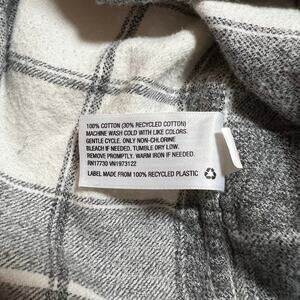 100% COTTON (30% RECYCLED COTTON)
MACHINE WASH COLD WITH LIKE COLORS.
GENTLE CYCLE. ONLY NON-CHLORINE
BLEACH IF NEEDED. TUMBLE DRY LOW.
REMOVE PROMPTLY. WARM IRON IF NEEDED.
RN17730 VN1973122
LABEL MADE FROM 100% RECYCLED PLASTIC